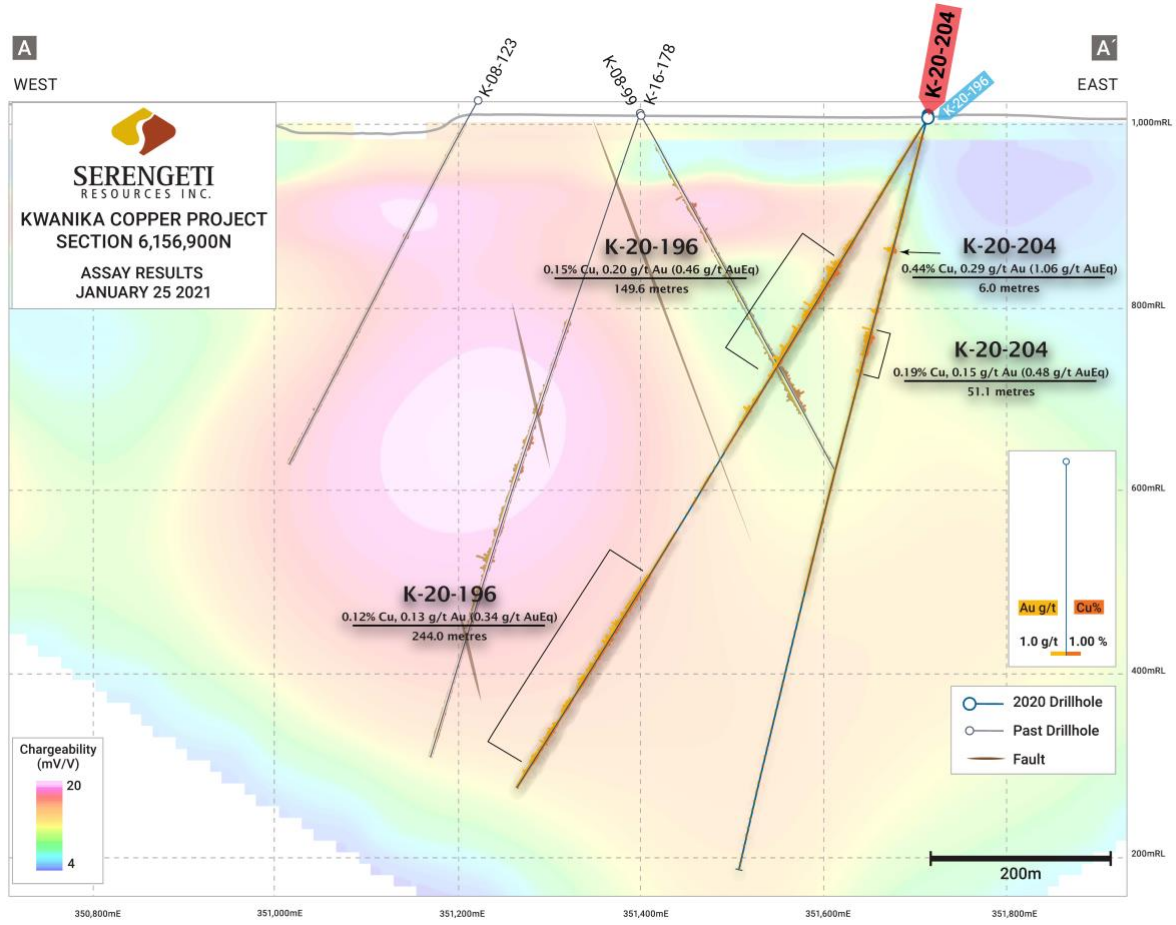 A
WEST
K-08-123
K-08-99
K-16-178
K-20-204
K-20-196
A´
EAST
SERENGETI
RESOURCES INC.
KWANIKA COPPER PROJECT
SECTION 6,156,900N
ASSAY RESULTS
JANUARY 25 2021
1,000mRL
K-20-196
0.15% Cu, 0.20 g/t Au (0.46 g/t AuEq)
149.6 metres
K-20-204
0.44% Cu, 0.29 g/t Au (1.06 g/t AuEq)
6.0 metres
800mRL
K-20-204
0.19% Cu, 0.15 g/t Au (0.48 g/t AuEq)
51.1 metres
600mRL
K-20-196
0.12% Cu, 0.13 g/t Au (0.34 g/t AuEq)
244.0 metres
Au g/t
Cu%
1.0 g/t
1.00 %
400mRL
2020 Drillhole
Past Drillhole
Fault
Chargeability
(mV/V)
20
4
200mRL
200m
350,800mE
351,000mE
351,200mE
351,400mE
351,600mE
351,800mE